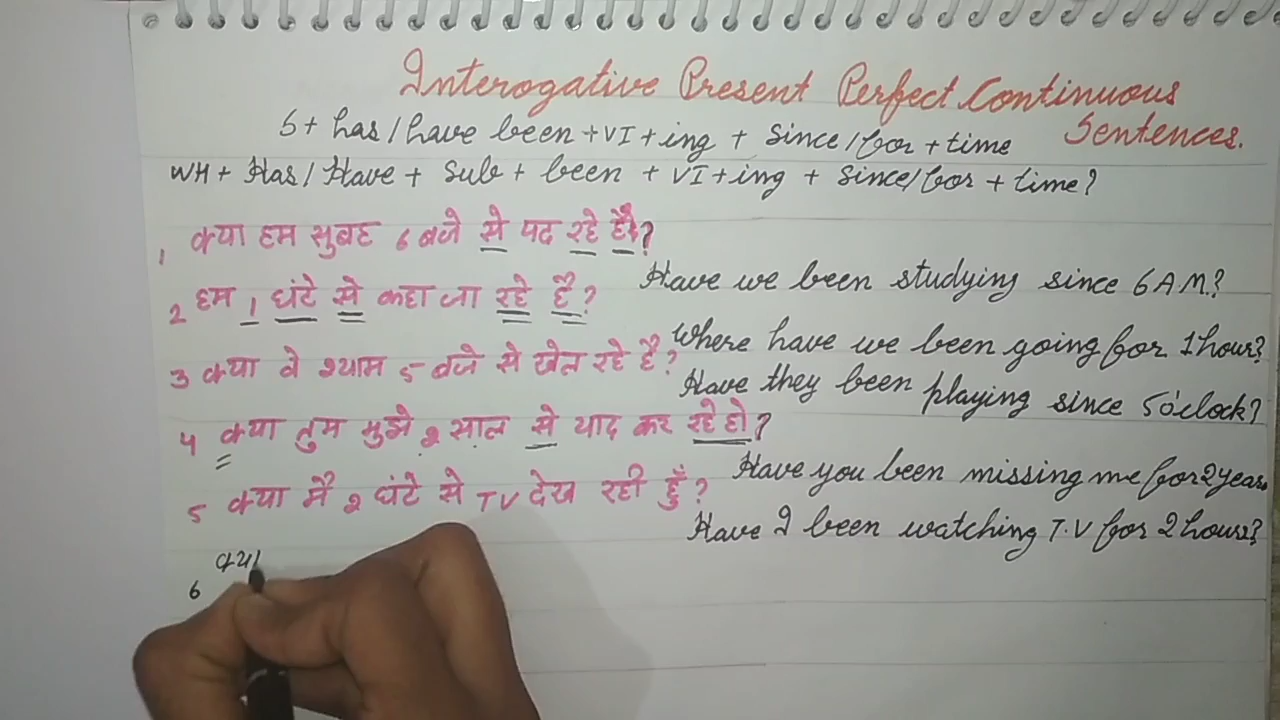 Interogative Present Perfect Continuous
Sentences.
S + has / have been + VI + ing + since / for + time
WH + Has / Have + Sub + been + VI + ing + since / for + time?
1 क्या हम सुबह 6 बजे से पढ रहे हैं?
Have we been studying since 6 A.M.?
2 हम 1 घंटे से कहा जा रहे है?
Where have we been going for 1 hour?
3 क्या वे श्याम 5 बजे से खेल रहे है?
Have they been playing since 5 o'clock?
4 क्या तुम मुझे २ साल से याद कर रहे हो?
Have you been missing me for 2 years
5 क्या मै २ घंटे से TV देख रही हुँ?
Have I been watching T.V for 2 hours?
6 क्या